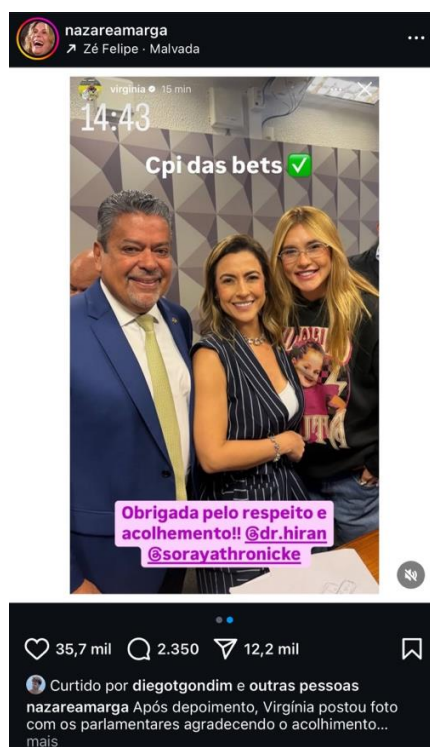 nazareamarga
Zé Felipe · Malvada
virginia 15 min
14:43
Cpi das bets
Obrigada pelo respeito e
acolhemento!! @dr.hiran
@sorayathronicke
35,7 mil 2.350 12,2 mil
Curtido por diegotgondim e outras pessoas
nazareamarga Após depoimento, Virgínia postou foto
com os parlamentares agradecendo o acolhimento...
mais